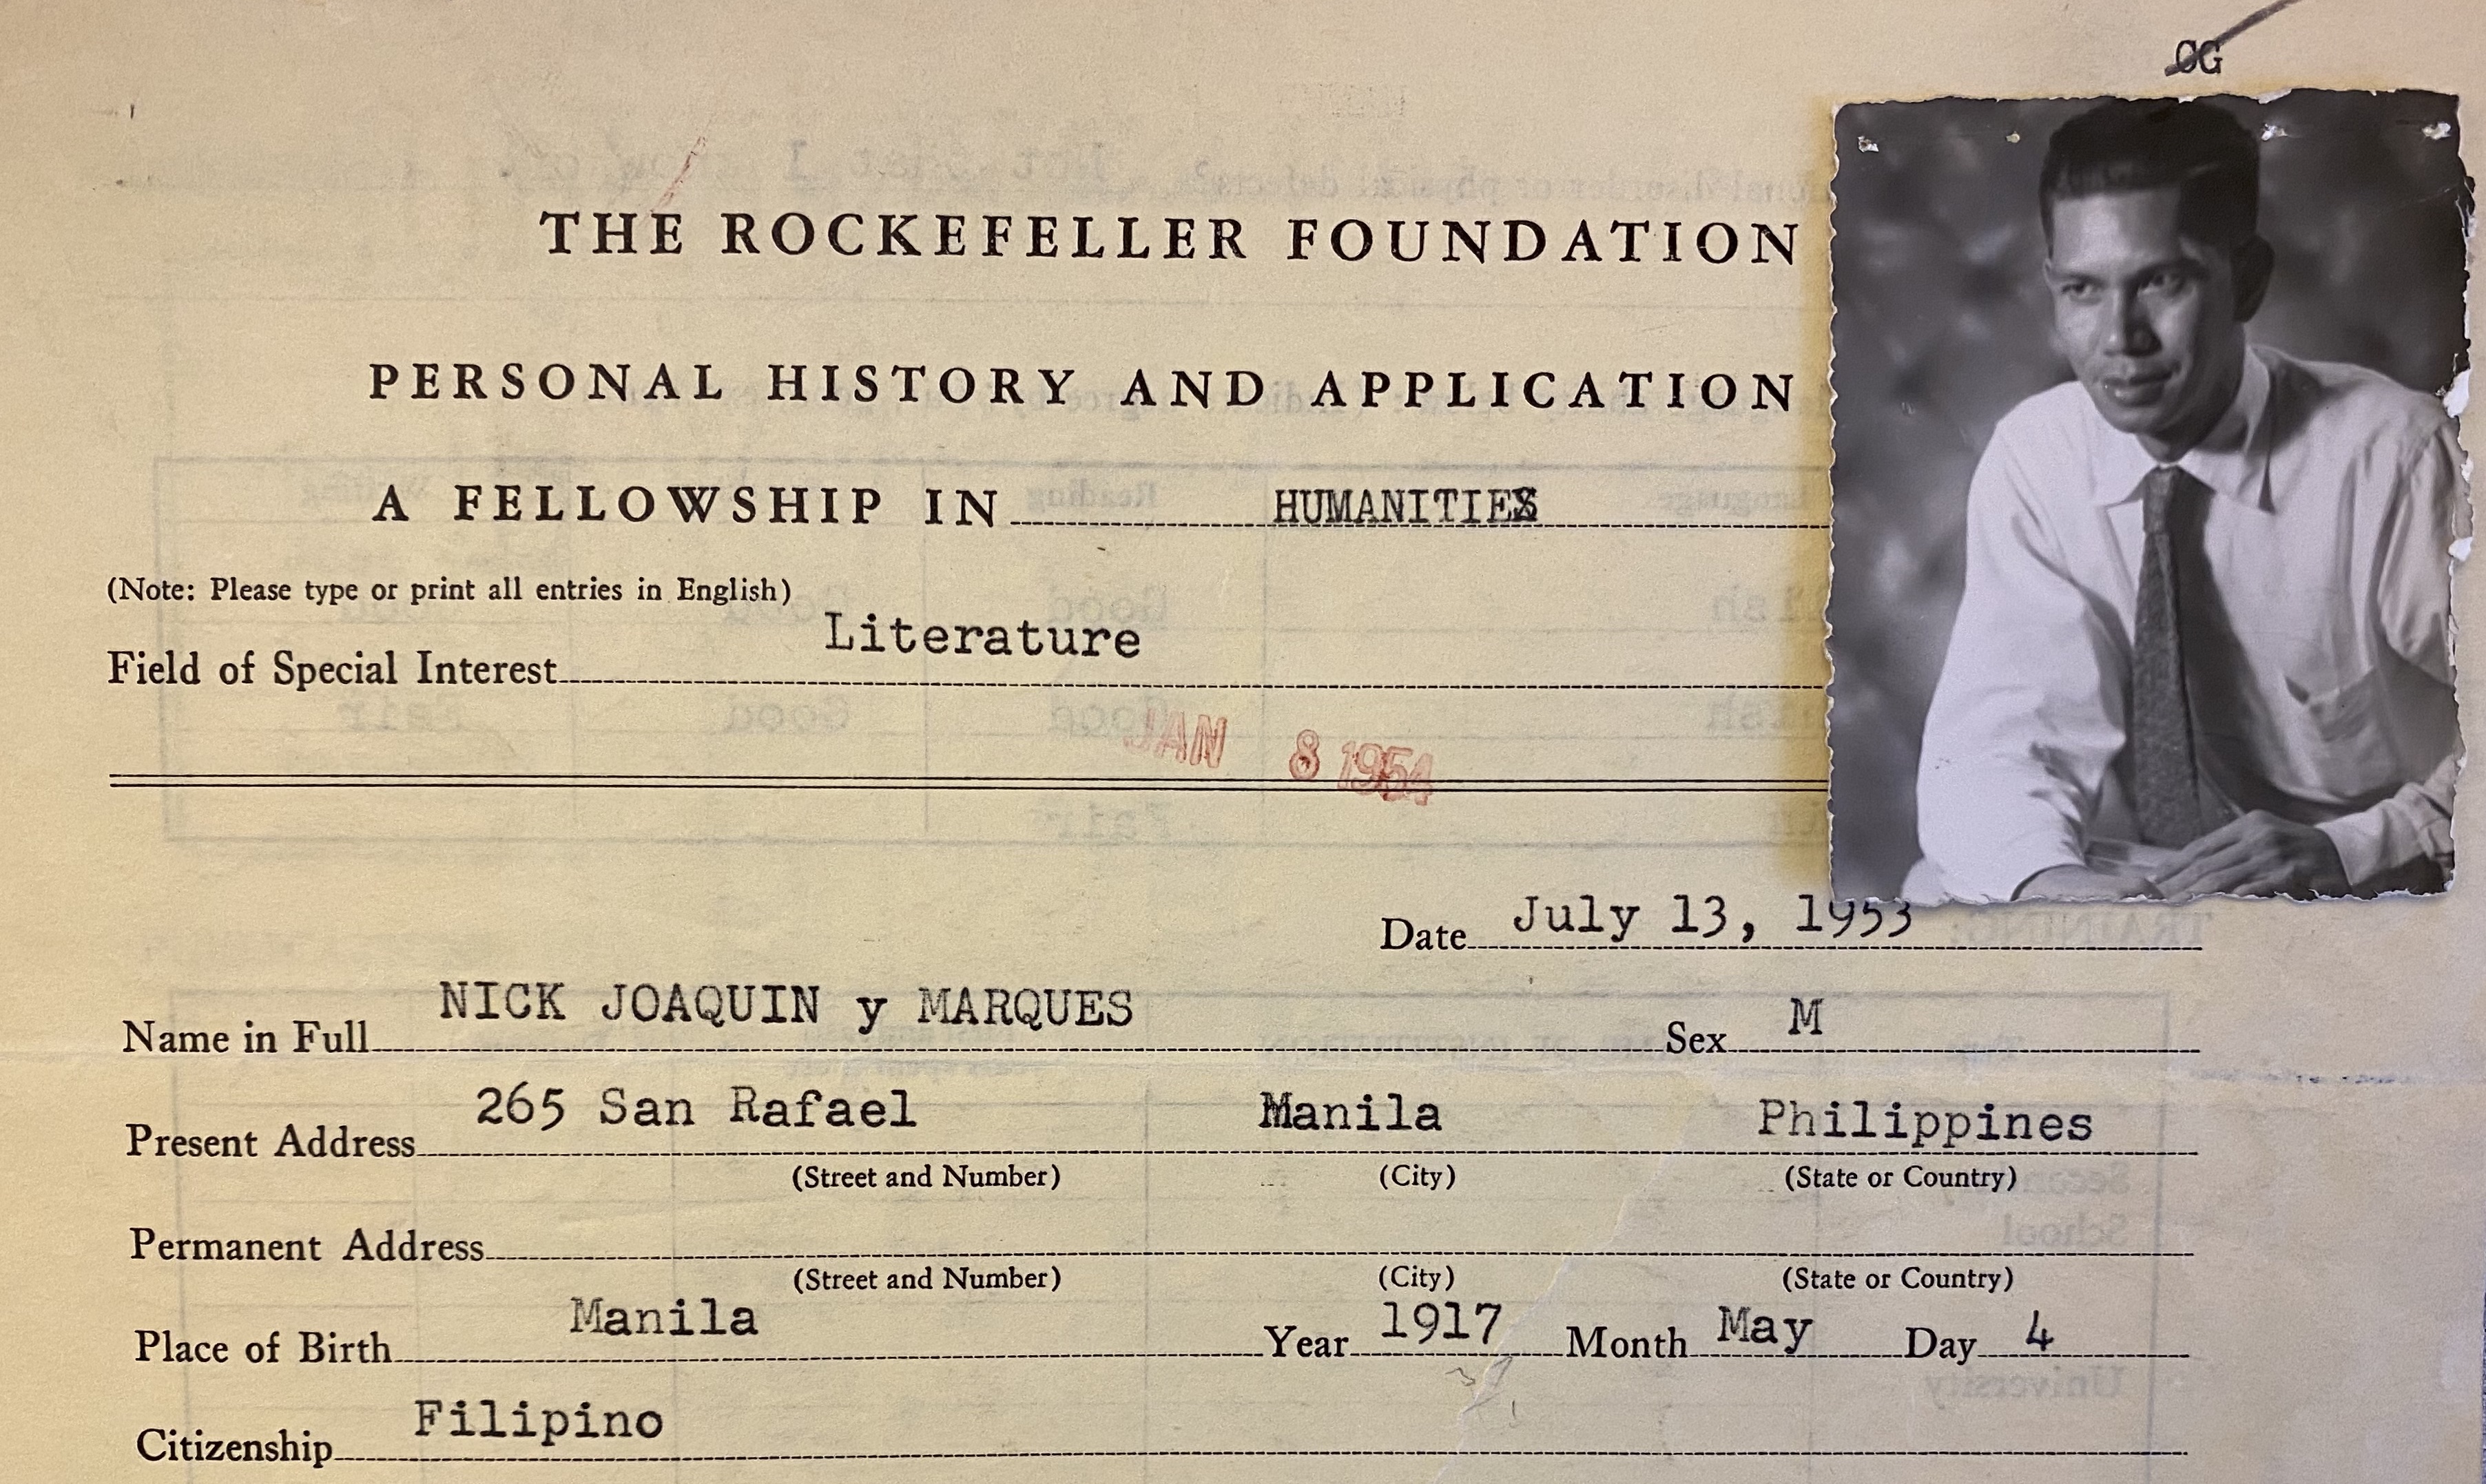 CG
THE ROCKEFELLER FOUNDATION
PERSONAL HISTORY AND APPLICATION
A FELLOWSHIP IN HUMANITIES
(Note: Please type or print all entries in English)
Literature
Field of Special Interest
JAN 8 1954
Date July 13, 1953
Name in Full NICK JOAQUIN y MARQUES Sex M
Present Address 265 San Rafael Manila Philippines
(Street and Number) (City) (State or Country)
Permanent Address
(Street and Number) (City) (State or Country)
Place of Birth Manila Year 1917 Month May Day 4
Citizenship Filipino